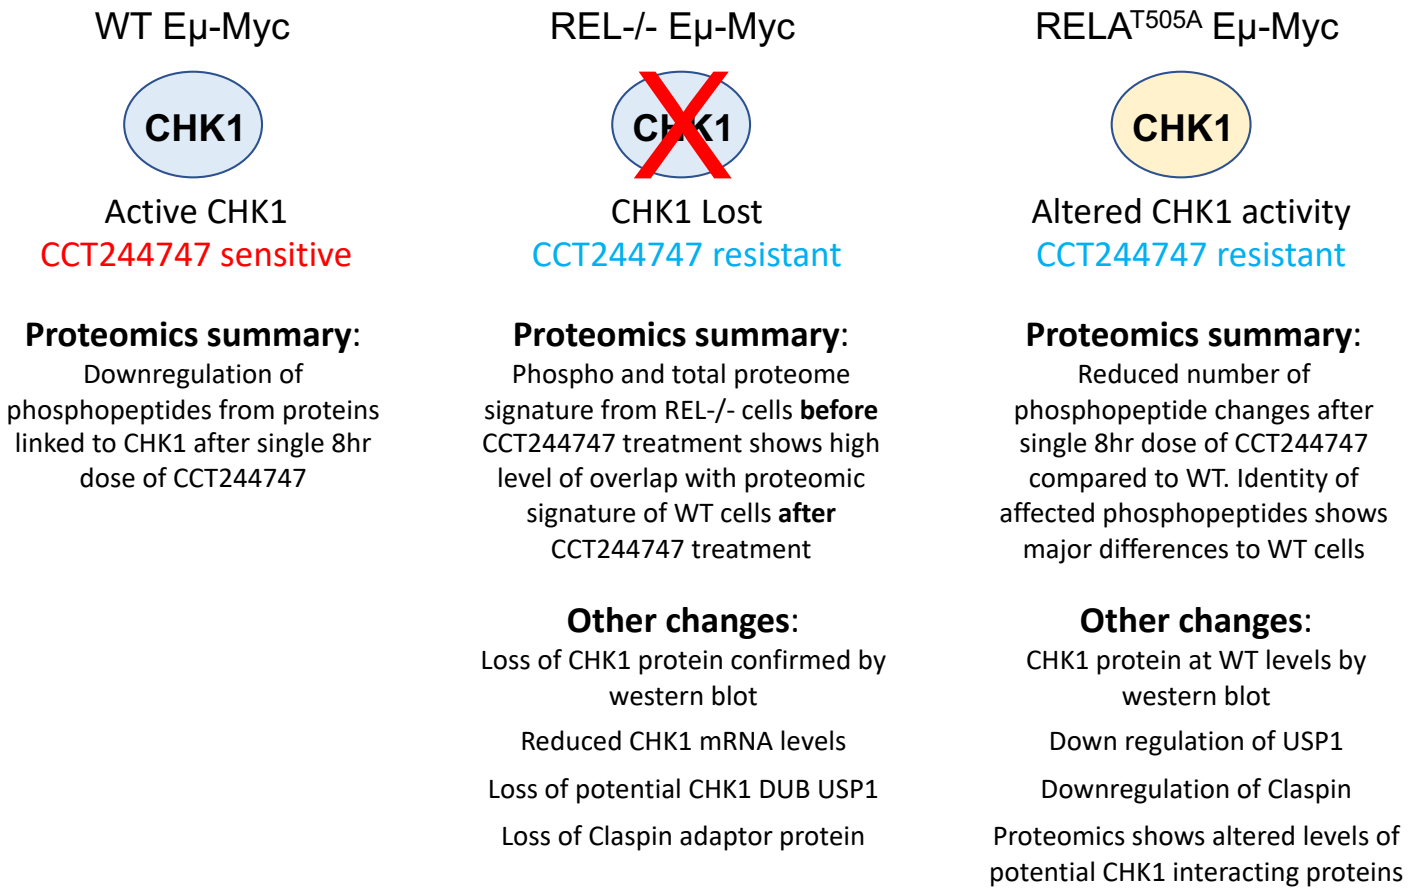 WT Eµ-Myc
CHK1
Active CHK1
CCT244747 sensitive
Proteomics summary:
Downregulation of
phosphopeptides from proteins
linked to CHK1 after single 8hr
dose of CCT244747
REL-/- Eµ-Myc
CHK1
CHK1 Lost
CCT244747 resistant
Proteomics summary:
Phospho and total proteome
signature from REL-/- cells before
CCT244747 treatment shows high
level of overlap with proteomic
signature of WT cells after
CCT244747 treatment
Other changes:
Loss of CHK1 protein confirmed by
western blot
Reduced CHK1 mRNA levels
Loss of potential CHK1 DUB USP1
Loss of Claspin adaptor protein
RELAT505A Eµ-Myc
CHK1
Altered CHK1 activity
CCT244747 resistant
Proteomics summary:
Reduced number of
phosphopeptide changes after
single 8hr dose of CCT244747
compared to WT. Identity of
affected phosphopeptides shows
major differences to WT cells
Other changes:
CHK1 protein at WT levels by
western blot
Down regulation of USP1
Downregulation of Claspin
Proteomics shows altered levels of
potential CHK1 interacting proteins